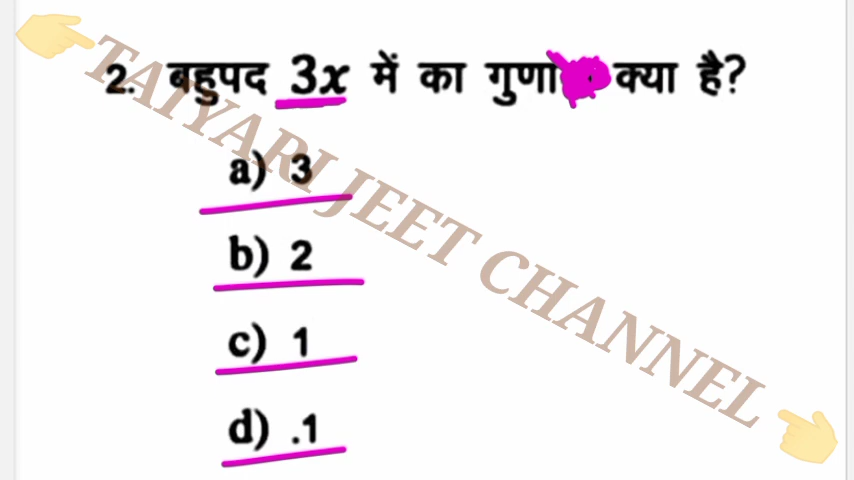 2. बहुपद 3x में का गुणा क्या है?
a) 3
b) 2
c) 1
d) .1
TAIYARI JEET CHANNEL